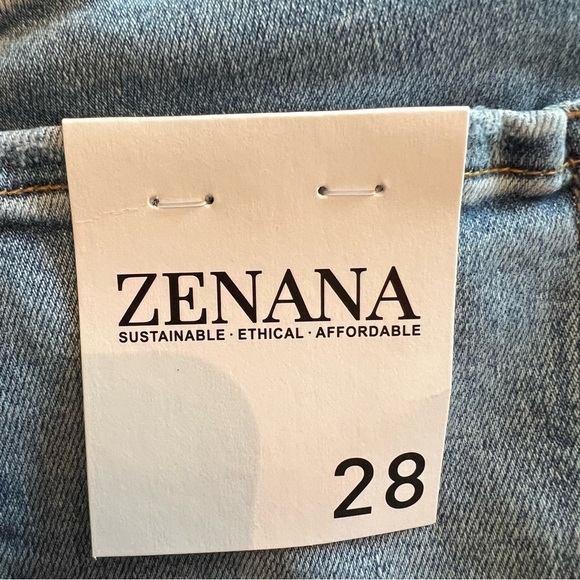 ZENANA
SUSTAINABLE · ETHICAL · AFFORDABLE
28